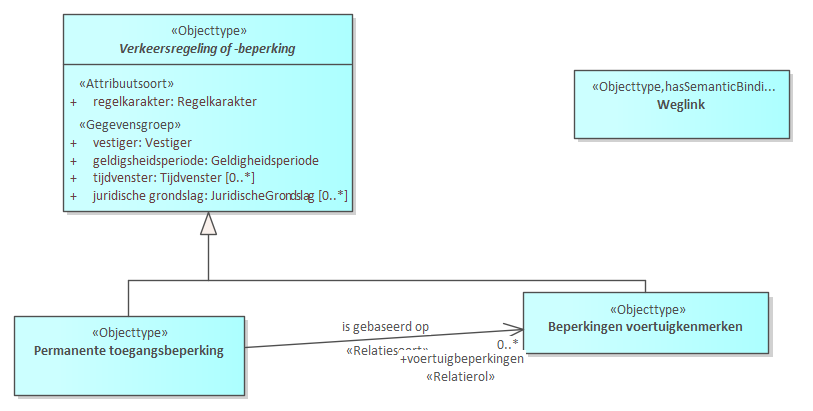 «Objecttype»
Verkeersregeling of -beperking
«Attribuutsoort»
+ regelkarakter: Regelkarakter
«Gegevensgroep»
+ vestiger: Vestiger
+ geldigsheidsperiode: Geldigheidsperiode
+ tijdvenster: Tijdvenster [0..*]
+ juridische grondslag: JuridischeGrondslag [0..*]
«Objecttype,hasSemanticBindi...
Weglink
«Objecttype»
Permanente toegangsbeperking
is gebaseerd op
«Relatiesoort»
0..*
+voertuigbeperkingen
«Relatierol»
«Objecttype»
Beperkingen voertuigkenmerken